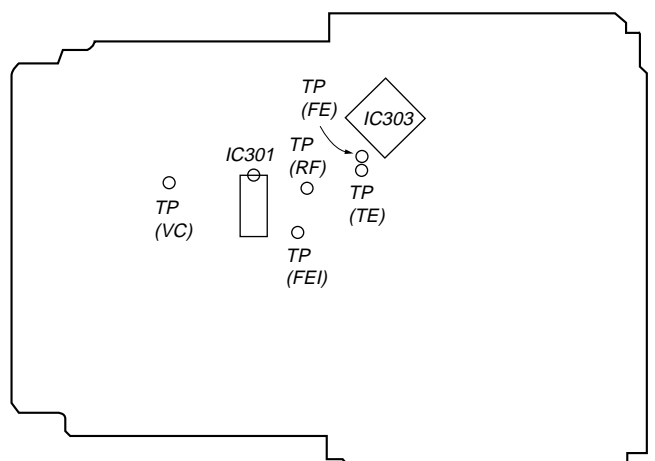 TP
(FE)
IC303
IC301
TP
(RF)
TP
(VC)
TP
(TE)
TP
(FEI)